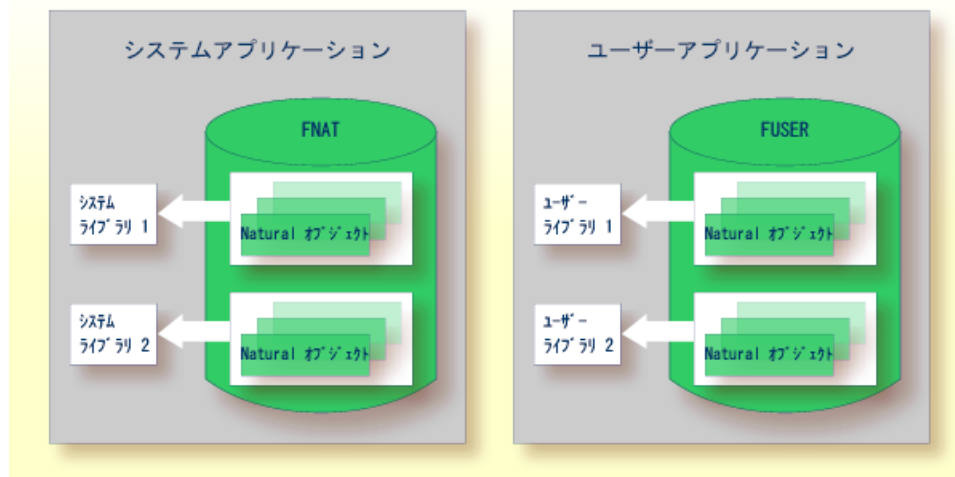 システムアプリケーション
FNAT
ｼｽﾃﾑ
ﾗｲﾌﾞﾗﾘ 1
Natural ｵﾌﾞｼﾞｪｸﾄ
ｼｽﾃﾑ
ﾗｲﾌﾞﾗﾘ 2
Natural ｵﾌﾞｼﾞｪｸﾄ
ユーザーアプリケーション
FUSER
ﾕｰｻﾞｰ
ﾗｲﾌﾞﾗﾘ 1
Natural ｵﾌﾞｼﾞｪｸﾄ
ﾕｰｻﾞｰ
ﾗｲﾌﾞﾗﾘ 2
Natural ｵﾌﾞｼﾞｪｸﾄ